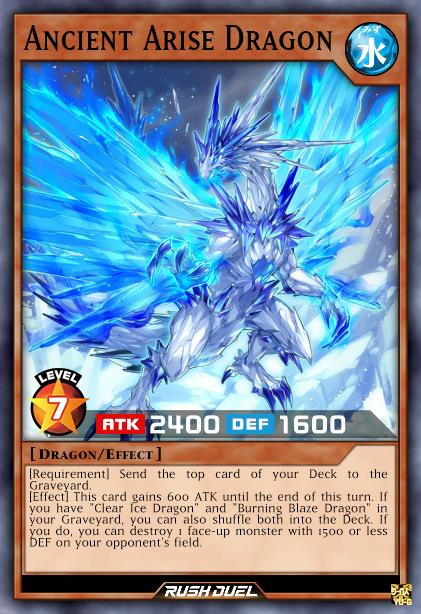 ANCIENT ARISE DRAGON
みず
水
LEVEL
7
ATK 2400 DEF 1600
[DRAGON/EFFECT]
[Requirement] Send the top card of your Deck to the
Graveyard.
[Effect] This card gains 600 ATK until the end of this turn. If
you have "Clear Ice Dragon" and "Burning Blaze Dragon" in
your Graveyard, you can also shuffle both into the Deck. If
you do, you can destroy 1 face-up monster with 1500 or less
DEF on your opponent's field.
RUSH DUEL